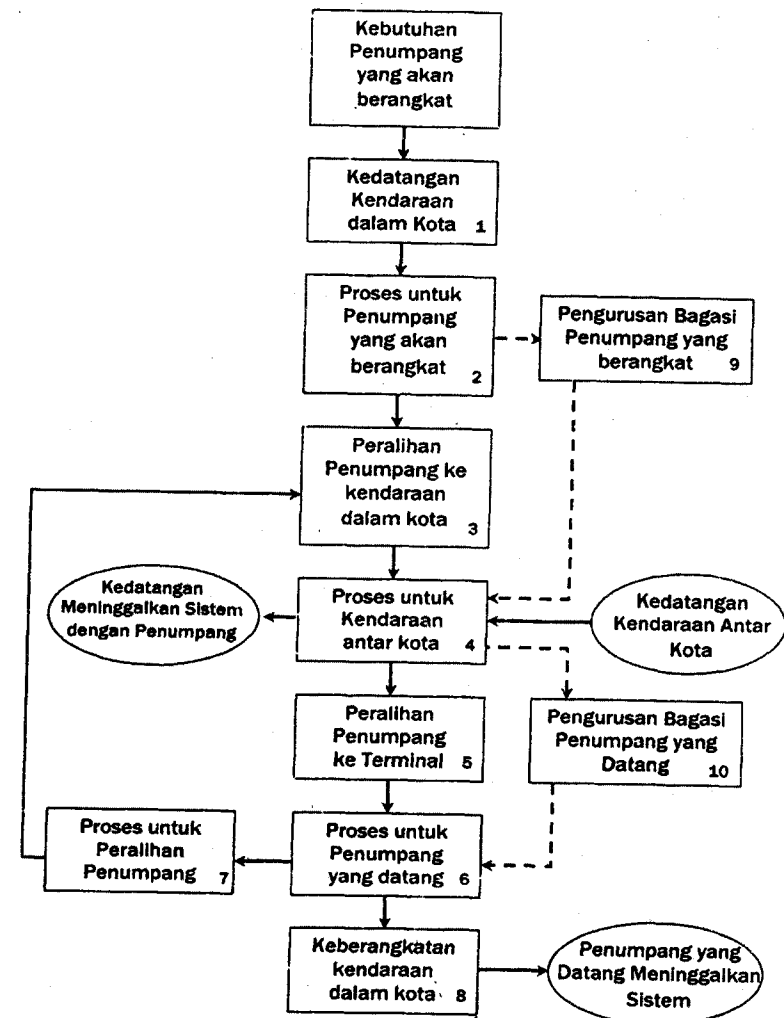 Kebutuhan
Penumpang
yang akan
berangkat
Kedatangan
Kendaraan
dalam Kota 1
Proses untuk
Penumpang
yang akan
berangkat 2
Pengurusan Bagasi
Penumpang yang
berangkat 9
Peralihan
Penumpang ke
kendaraan
dalam kota 3
Kedatangan
Meninggalkan Sistem
dengan Penumpang
Proses untuk
Kendaraan
antar kota 4
Kedatangan
Kendaraan Antar
Kota
Peralihan
Penumpang
ke Terminal 5
Pengurusan Bagasi
Penumpang yang
Datang 10
Proses untuk
Peralihan
Penumpang 7
Proses untuk
Penumpang
yang datang 6
Keberangkatan
kendaraan
dalam kota 8
Penumpang yang
Datang Meninggalkan
Sistem